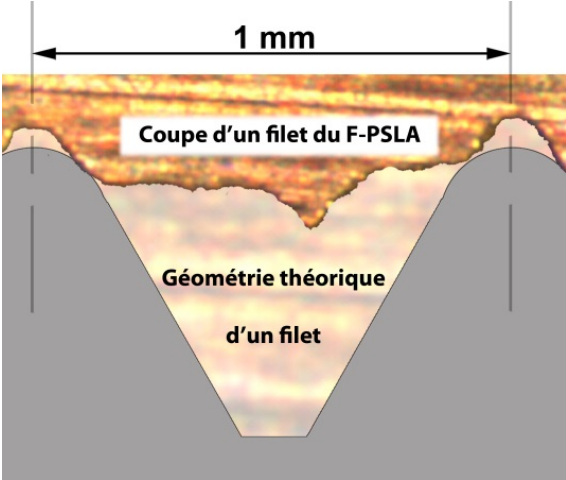 1 mm
Coupe d'un filet du F-PSLA
Géométrie théorique
d'un filet